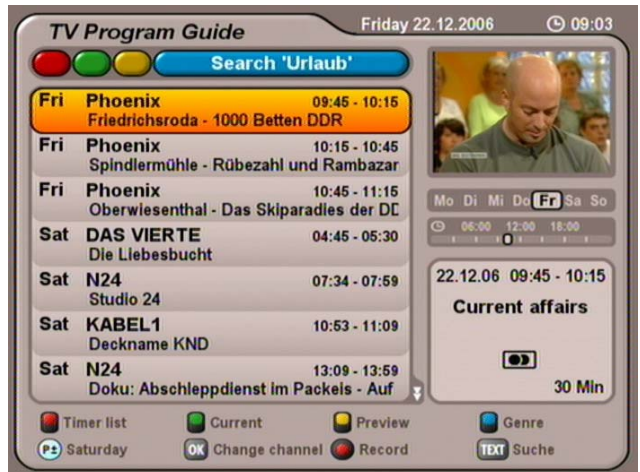 TV Program Guide
Friday 22.12.2006 09:03
Search 'Urlaub'
Fri Phoenix 09:45 - 10:15
Friedrichsroda - 1000 Betten DDR
Fri Phoenix 10:15 - 10:45
Spindlermühle - Rübezahl und Rambazar
Fri Phoenix 10:45 - 11:15
Oberwiesenthal - Das Skiparadies der DD
Sat DAS VIERTE 04:45 - 05:30
Die Liebesbucht
Sat N24 07:34 - 07:59
Studio 24
Sat KABEL1 10:53 - 11:09
Deckname KND
Sat N24 13:09 - 13:59
Doku: Abschleppdienst im Packeis - Auf
Mo Di Mi Do Fr Sa So
06:00 12:00 18:00
22.12.06 09:45 - 10:15
Current affairs
30 Min
Timer list Current Preview Genre
P± Saturday OK Change channel Record TEXT Suche